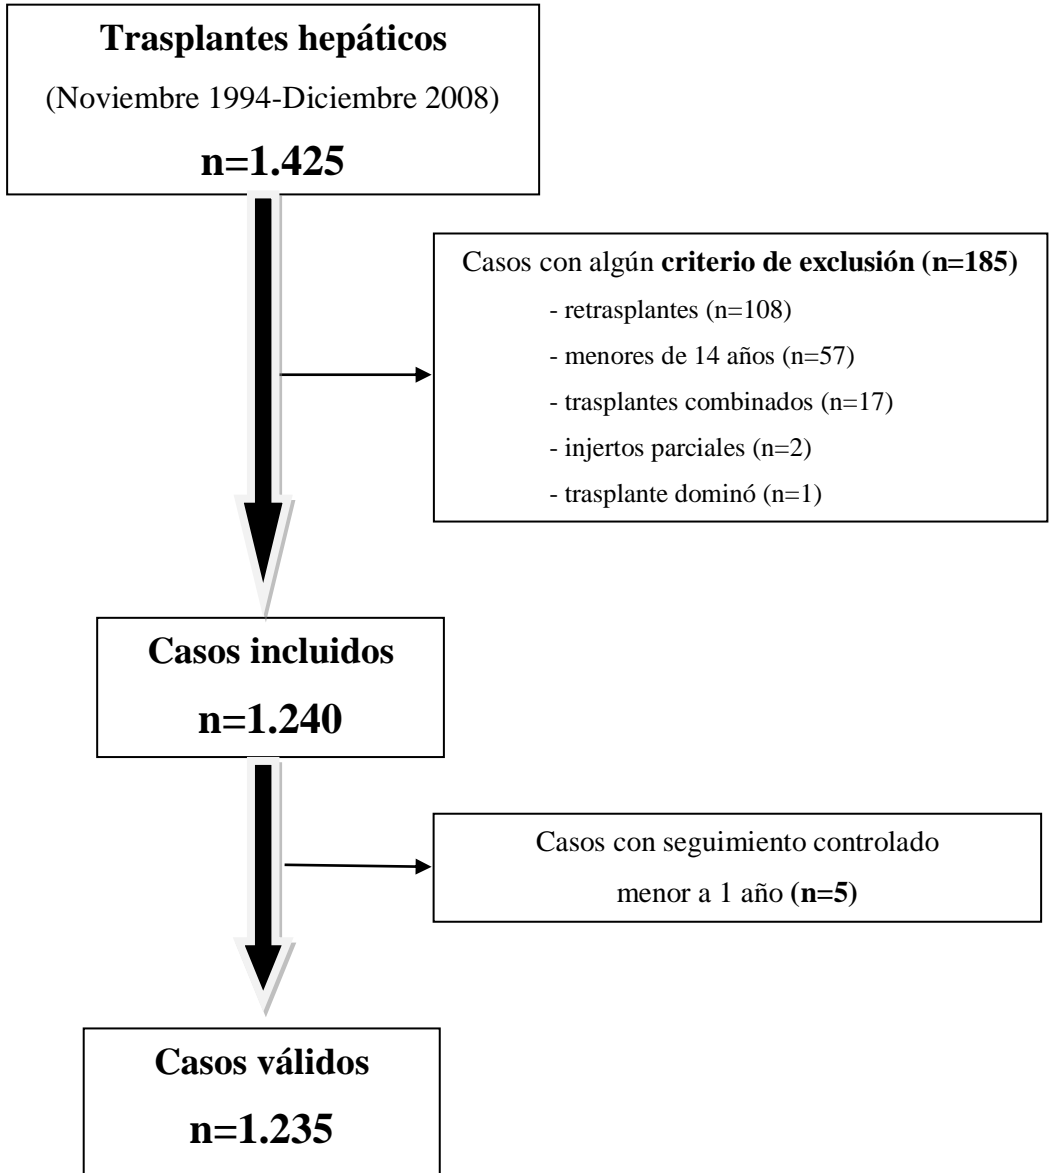 Trasplantes hepáticos
(Noviembre 1994-Diciembre 2008)
n=1.425
Casos con algún criterio de exclusión (n=185)
- retrasplantes (n=108)
- menores de 14 años (n=57)
- trasplantes combinados (n=17)
- injertos parciales (n=2)
- trasplante dominó (n=1)
Casos incluidos
n=1.240
Casos con seguimiento controlado
menor a 1 año (n=5)
Casos válidos
n=1.235